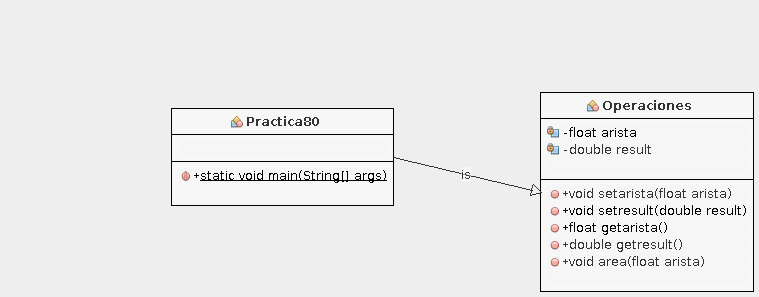 Practica80
+static void main(String[] args)
is
Operaciones
-float arista
-double result
+void setarista(float arista)
+void setresult(double result)
+float getarista()
+double getresult()
+void area(float arista)